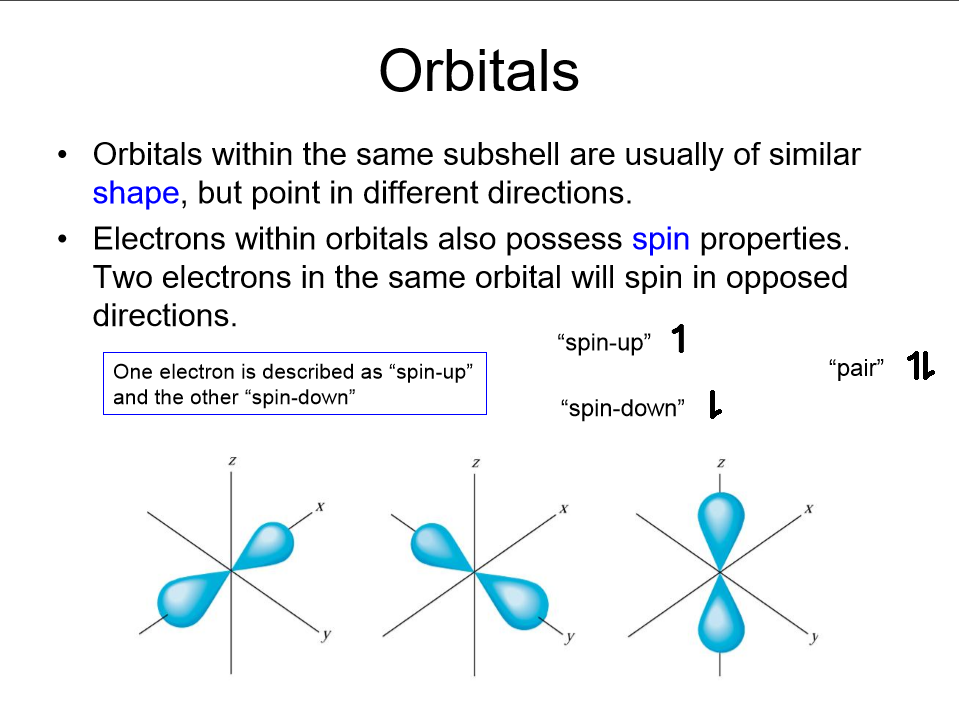 Orbitals
• Orbitals within the same subshell are usually of similar
shape, but point in different directions.
• Electrons within orbitals also possess spin properties.
Two electrons in the same orbital will spin in opposed
directions.
One electron is described as “spin-up”
and the other “spin-down”
“spin-up” ↿
“spin-down” ⇂
“pair” ↿⇂
z
x
y
z
x
y
z
x
y